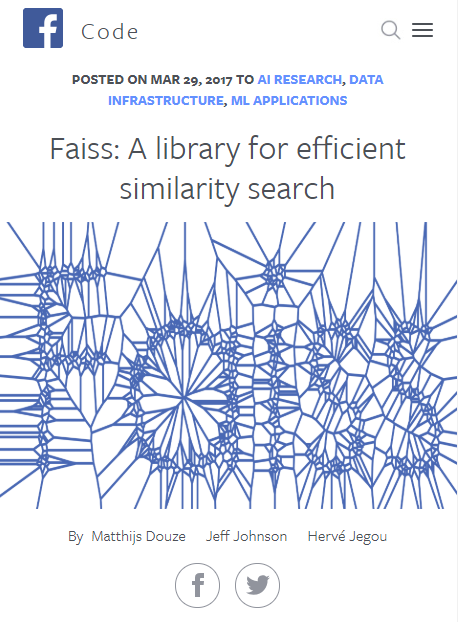 f Code
POSTED ON MAR 29, 2017 TO AI RESEARCH, DATA
INFRASTRUCTURE, ML APPLICATIONS
Faiss: A library for efficient
similarity search
By Matthijs Douze Jeff Johnson Hervé Jegou
f